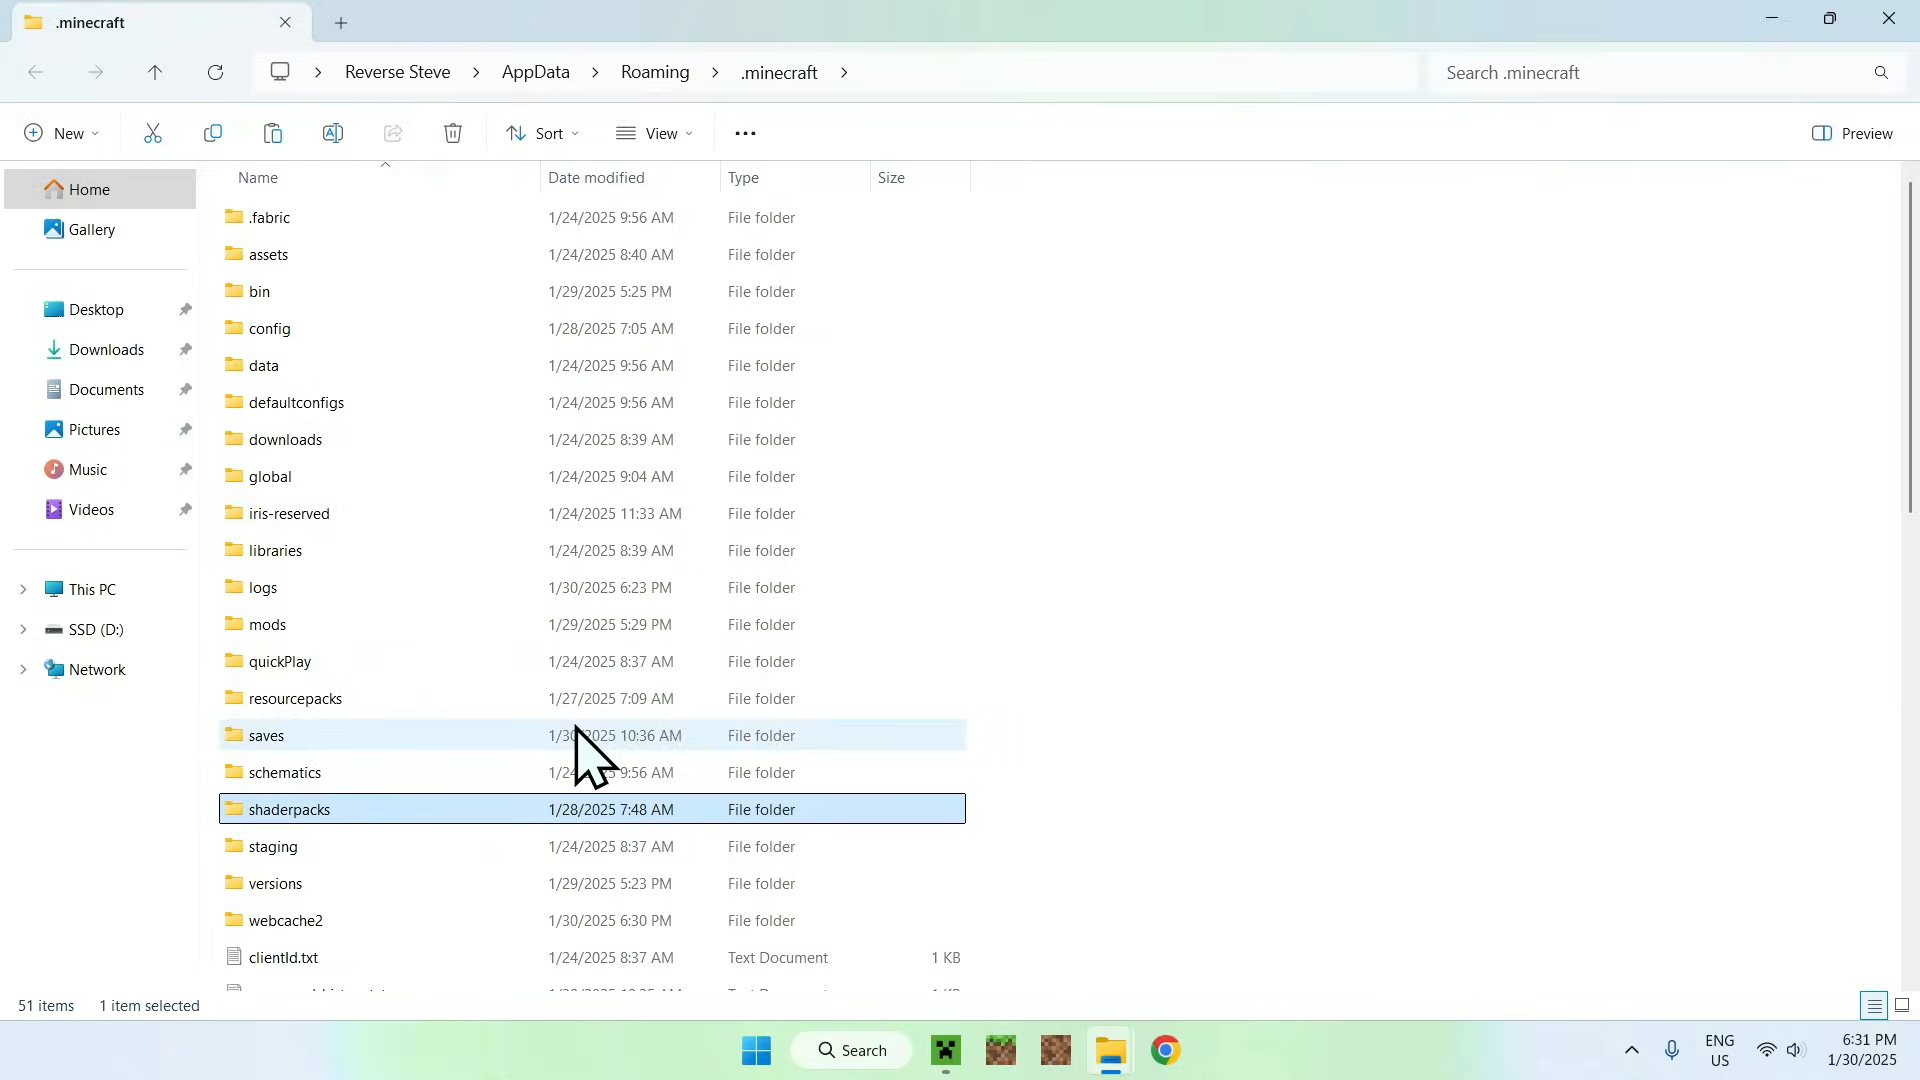 .minecraft
Reverse Steve > AppData > Roaming > .minecraft >
Search .minecraft
New
Sort
View
Preview
Name Date modified Type Size
Home
Gallery
Desktop
Downloads
Documents
Pictures
Music
Videos
This PC
SSD (D:)
Network
.fabric 1/24/2025 9:56 AM File folder
assets 1/24/2025 8:40 AM File folder
bin 1/29/2025 5:25 PM File folder
config 1/28/2025 7:05 AM File folder
data 1/24/2025 9:56 AM File folder
defaultconfigs 1/24/2025 9:56 AM File folder
downloads 1/24/2025 8:39 AM File folder
global 1/24/2025 9:04 AM File folder
iris-reserved 1/24/2025 11:33 AM File folder
libraries 1/24/2025 8:39 AM File folder
logs 1/30/2025 6:23 PM File folder
mods 1/29/2025 5:29 PM File folder
quickPlay 1/24/2025 8:37 AM File folder
resourcepacks 1/27/2025 7:09 AM File folder
saves 10:36 AM File folder
schematics 9:56 AM File folder
shaderpacks 1/28/2025 7:48 AM File folder
staging 1/24/2025 8:37 AM File folder
versions 1/29/2025 5:23 PM File folder
webcache2 1/30/2025 6:30 PM File folder
clientId.txt 1/24/2025 8:37 AM Text Document 1 KB
51 items 1 item selected
Search
ENG
US
6:31 PM
1/30/2025